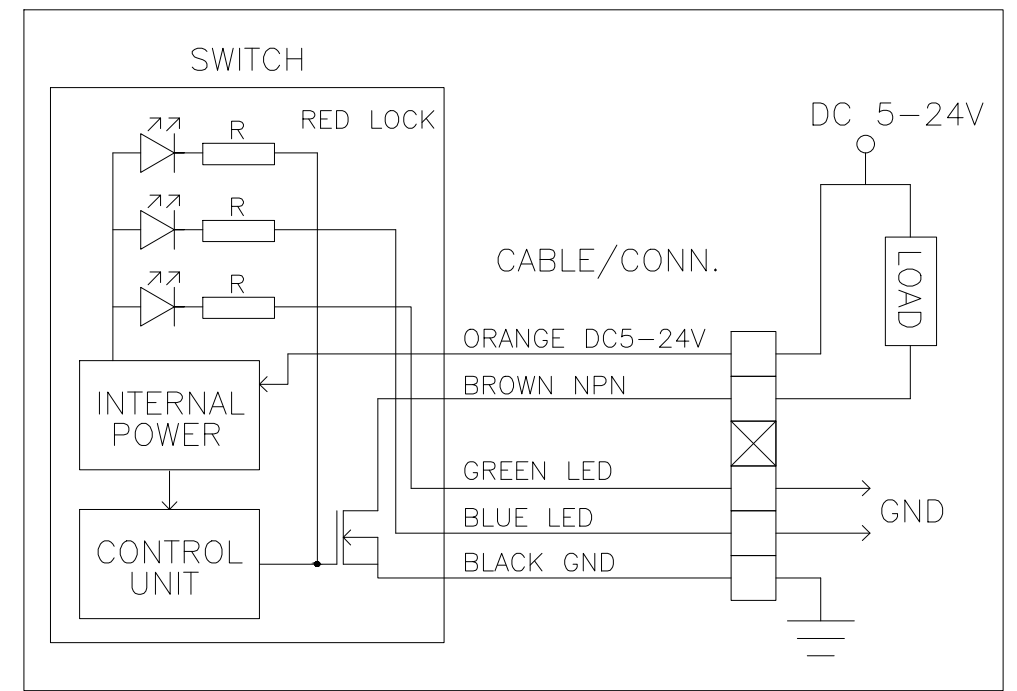 SWITCH
RED LOCK
R
R
R
DC 5-24V
LOAD
CABLE/CONN.
ORANGE DC5-24V
BROWN NPN
INTERNAL
POWER
GREEN LED
BLUE LED
GND
BLACK GND
CONTROL
UNIT